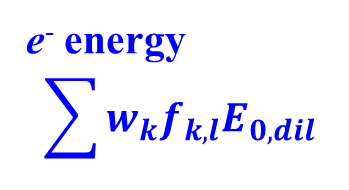 e⁻ energy
∑ wₖfₖ,ₗE₀,dil